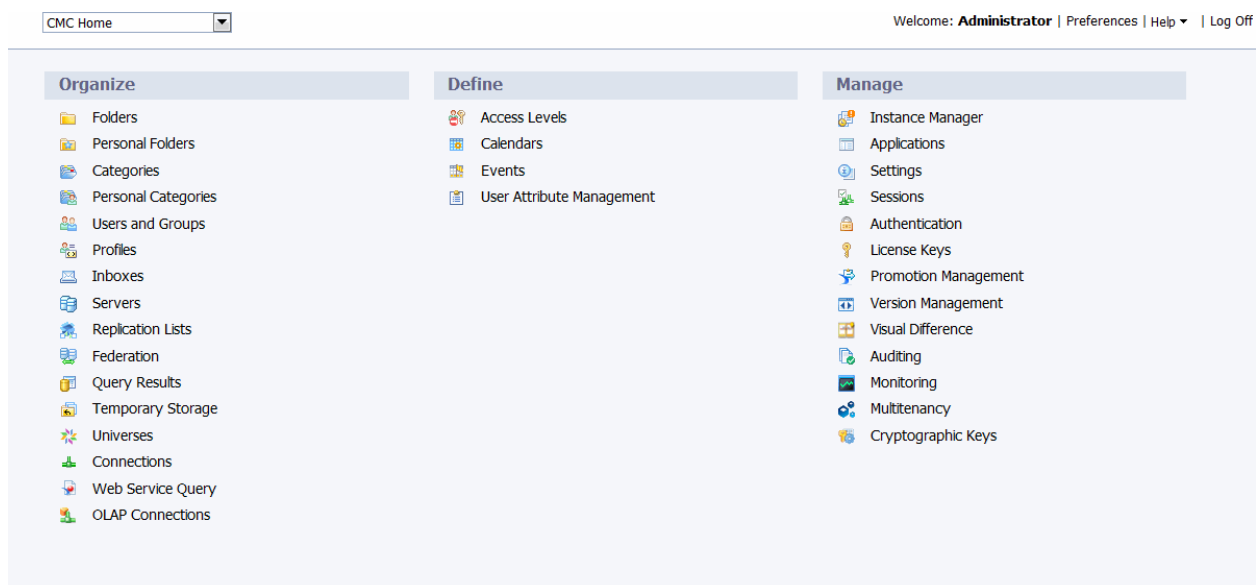 CMC Home
Welcome: Administrator | Preferences | Help | Log Off
Organize
Folders
Personal Folders
Categories
Personal Categories
Users and Groups
Profiles
Inboxes
Servers
Replication Lists
Federation
Query Results
Temporary Storage
Universes
Connections
Web Service Query
OLAP Connections
Define
Access Levels
Calendars
Events
User Attribute Management
Manage
Instance Manager
Applications
Settings
Sessions
Authentication
License Keys
Promotion Management
Version Management
Visual Difference
Auditing
Monitoring
Multitenancy
Cryptographic Keys